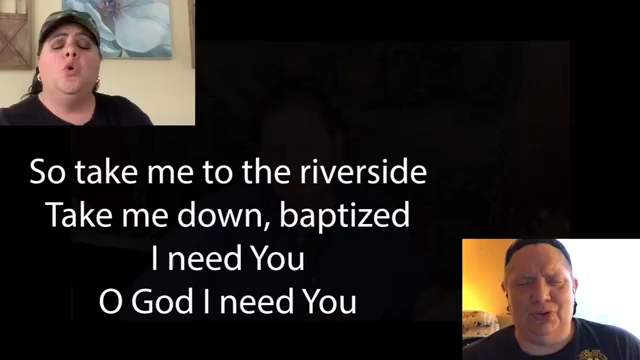 So take me to the riverside
Take me down, baptized
I need You
O God I need You